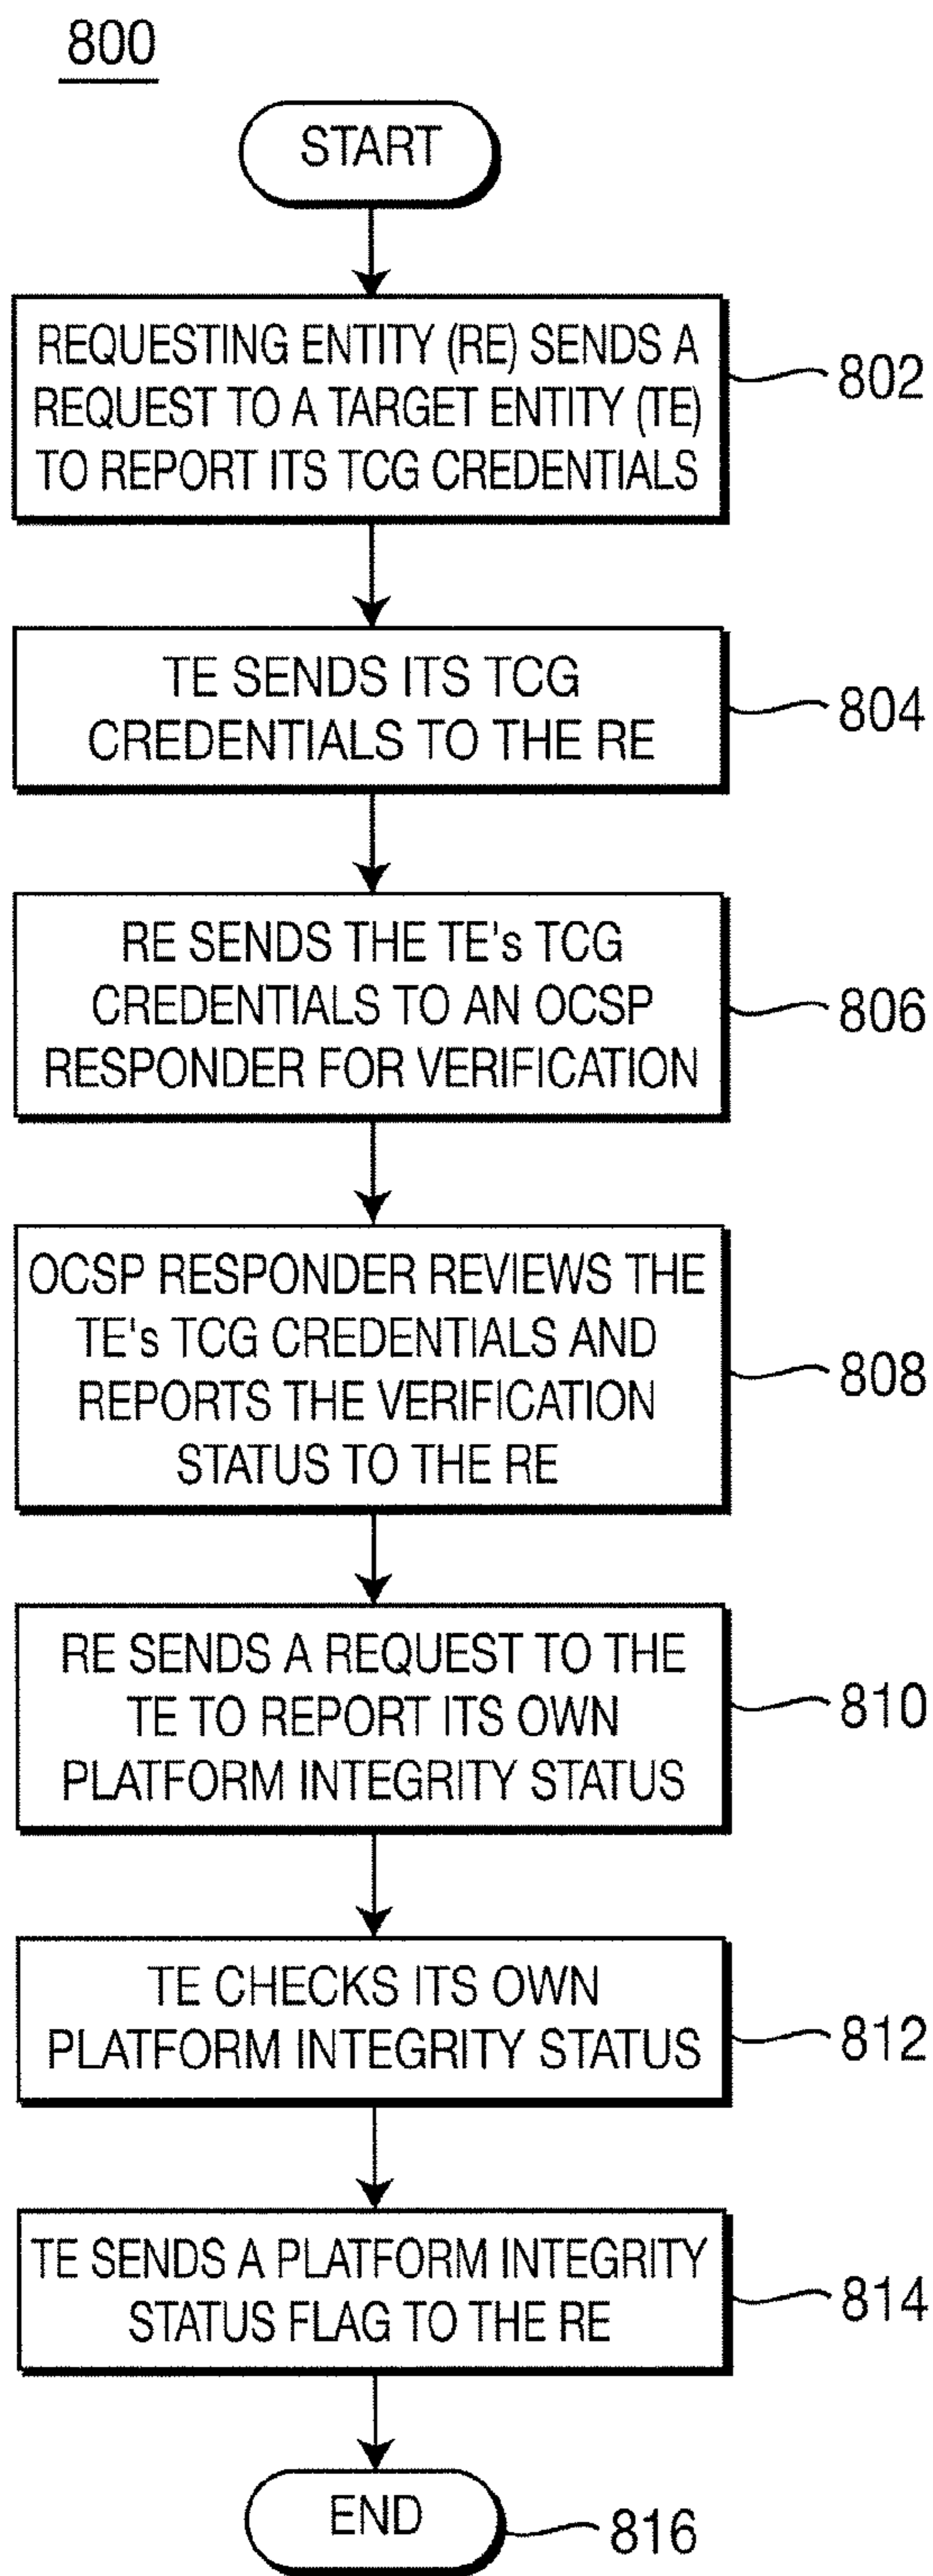 800
START
REQUESTING ENTITY (RE) SENDS A
REQUEST TO A TARGET ENTITY (TE)
TO REPORT ITS TCG CREDENTIALS
802
TE SENDS ITS TCG
CREDENTIALS TO THE RE
804
RE SENDS THE TE's TCG
CREDENTIALS TO AN OCSP
RESPONDER FOR VERIFICATION
806
OCSP RESPONDER REVIEWS THE
TE's TCG CREDENTIALS AND
REPORTS THE VERIFICATION
STATUS TO THE RE
808
RE SENDS A REQUEST TO THE
TE TO REPORT ITS OWN
PLATFORM INTEGRITY STATUS
810
TE CHECKS ITS OWN
PLATFORM INTEGRITY STATUS
812
TE SENDS A PLATFORM INTEGRITY
STATUS FLAG TO THE RE
814
END
816